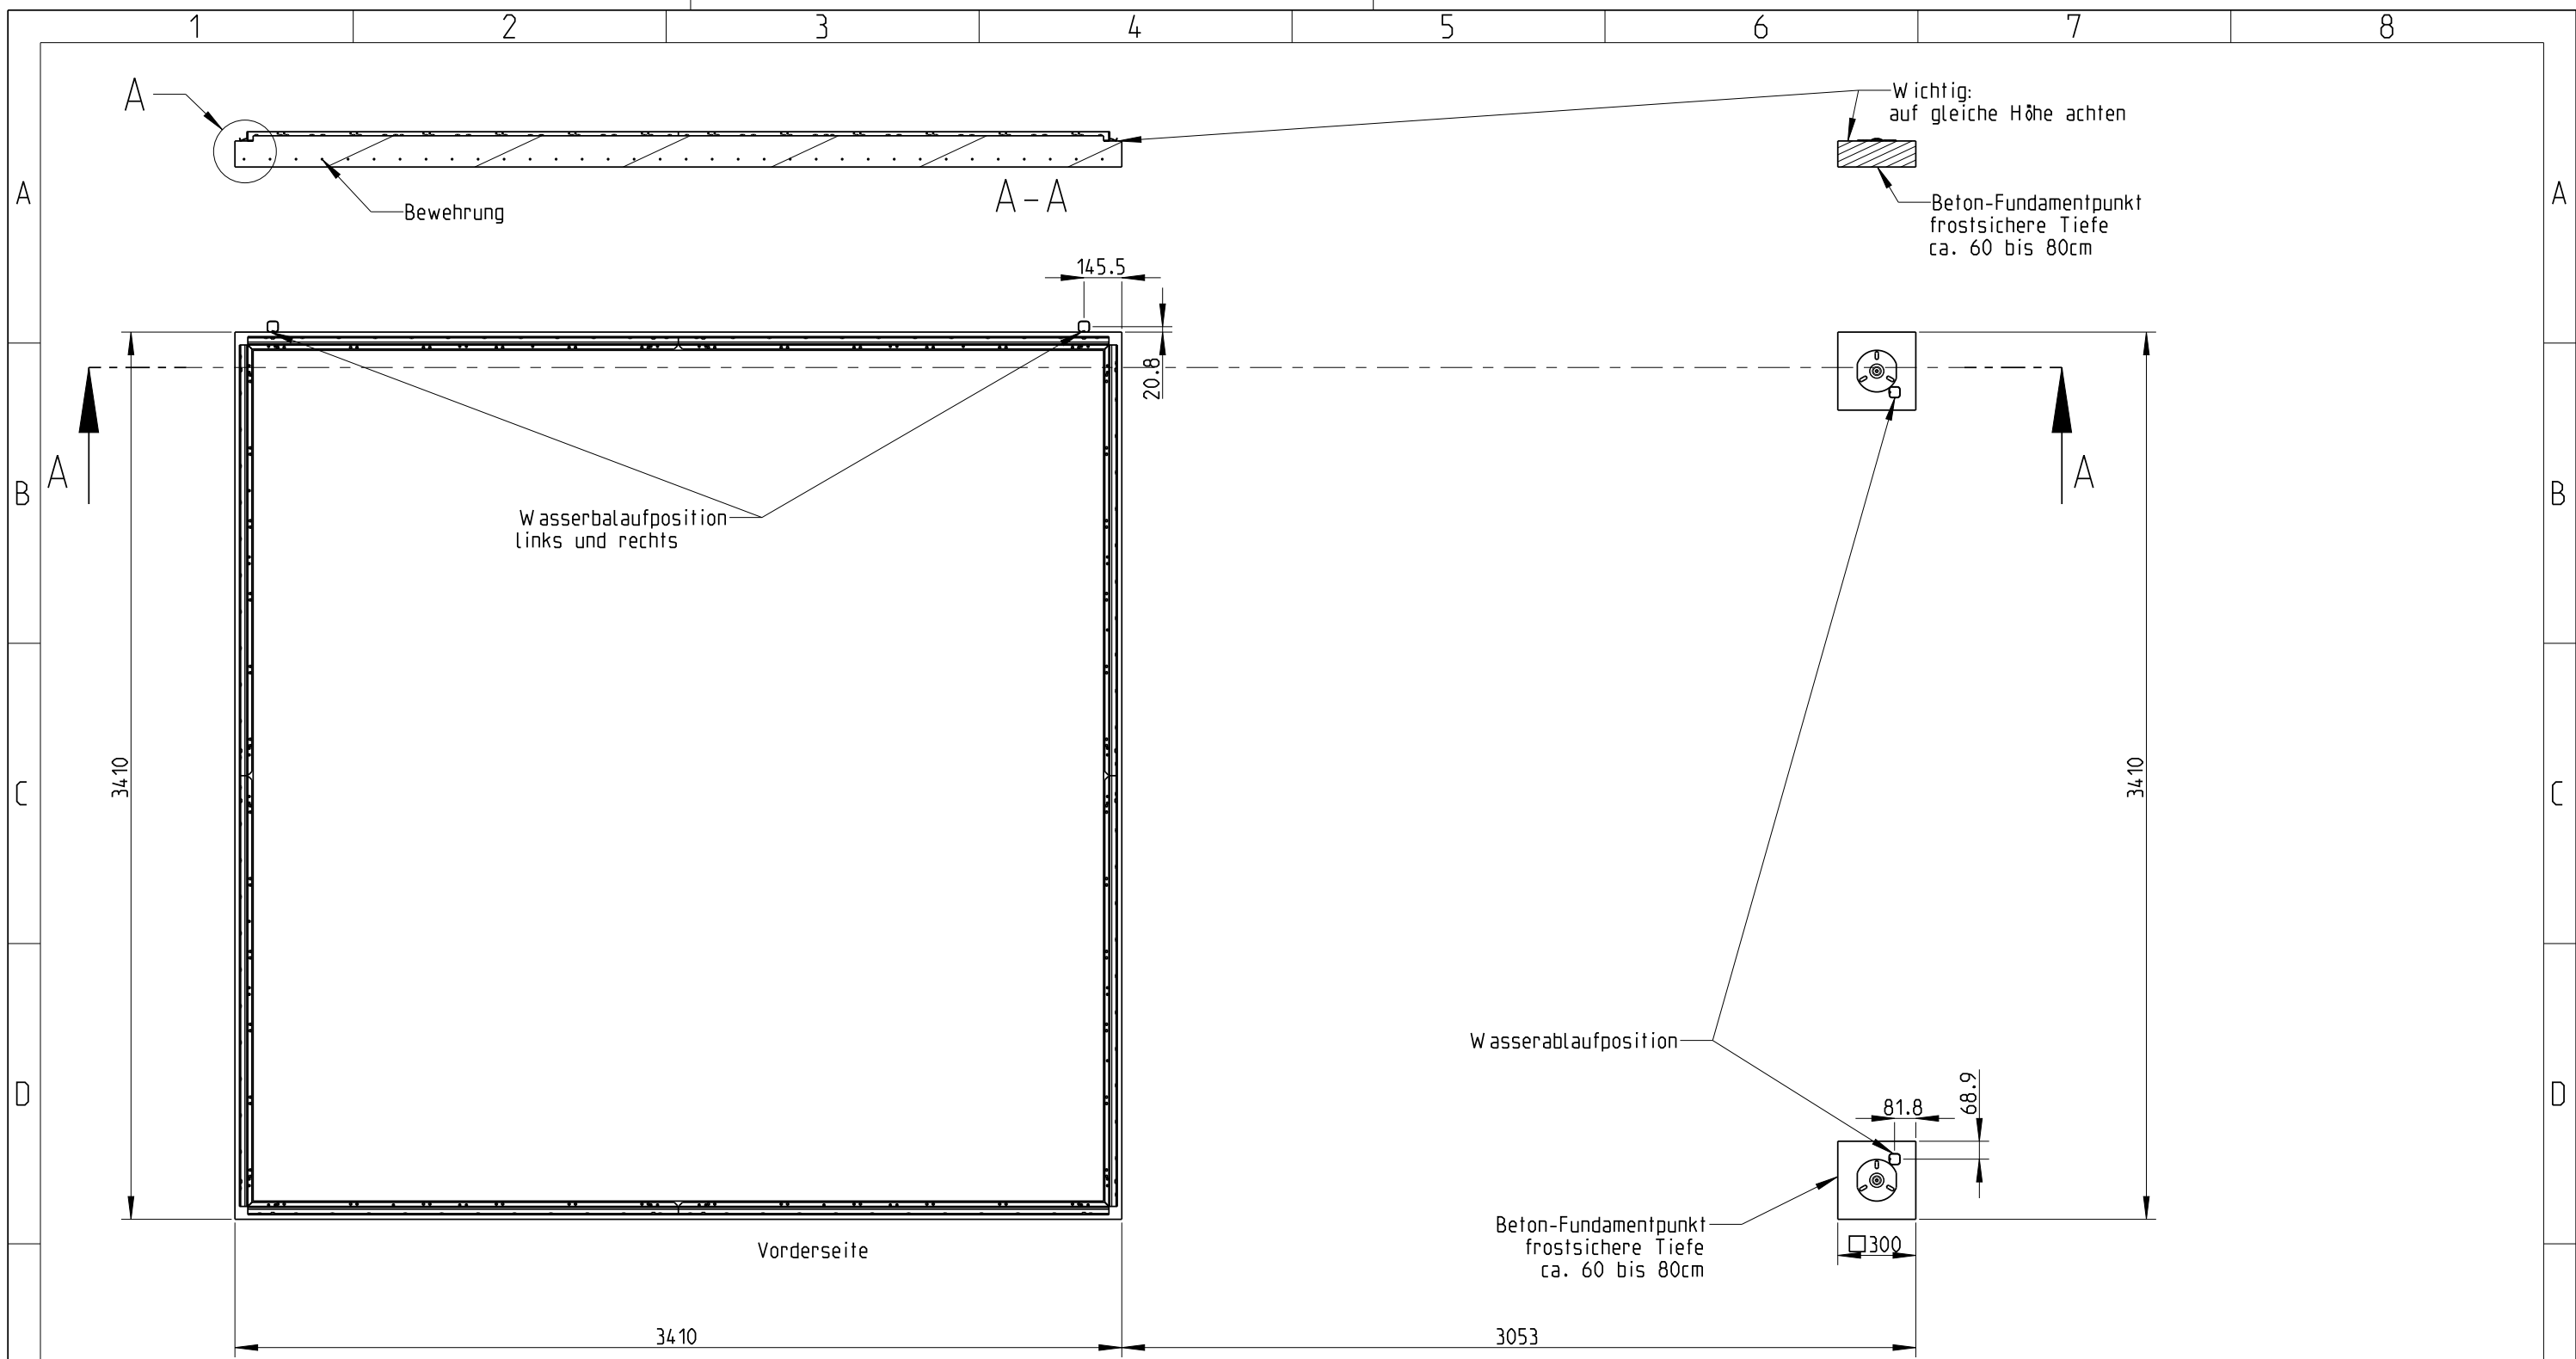 1 2 3 4 5 6 7 8
A
Wichtig:
auf gleiche Höhe achten
A A
Bewehrung
A-A
Beton-Fundamentpunkt
frostsichere Tiefe
ca. 60 bis 80cm
145.5
20.8
A A
B B
Wasserbalaufposition
links und rechts
3410
3410
C C
Wasserablaufposition
68.9
81.8
D D
Beton-Fundamentpunkt
frostsichere Tiefe
ca. 60 bis 80cm
□300
Vorderseite
3410
3053